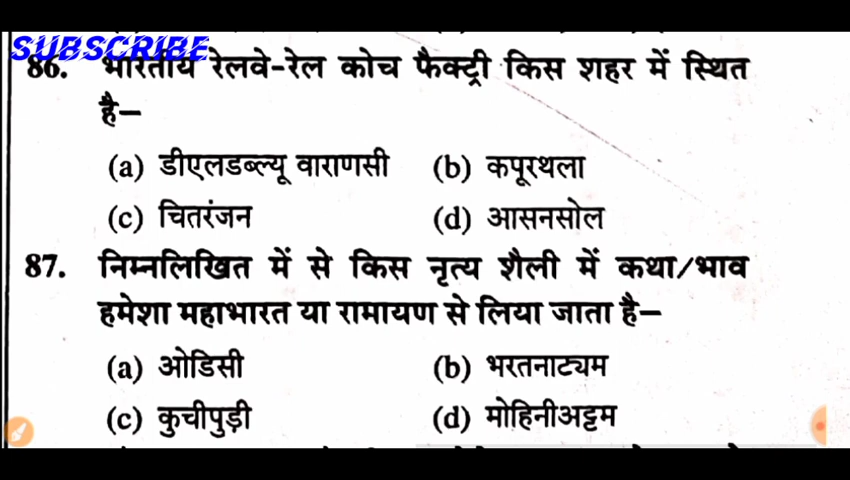 SUBSCRIBE
86. भारतीय रेलवे-रेल कोच फैक्ट्री किस शहर में स्थित
है–
(a) डीएलडब्ल्यू वाराणसी (b) कपूरथला
(c) चितरंजन (d) आसनसोल
87. निम्नलिखित में से किस नृत्य शैली में कथा/भाव
हमेशा महाभारत या रामायण से लिया जाता है–
(a) ओडिसी (b) भरतनाट्यम
(c) कुचीपुड़ी (d) मोहिनीअट्टम